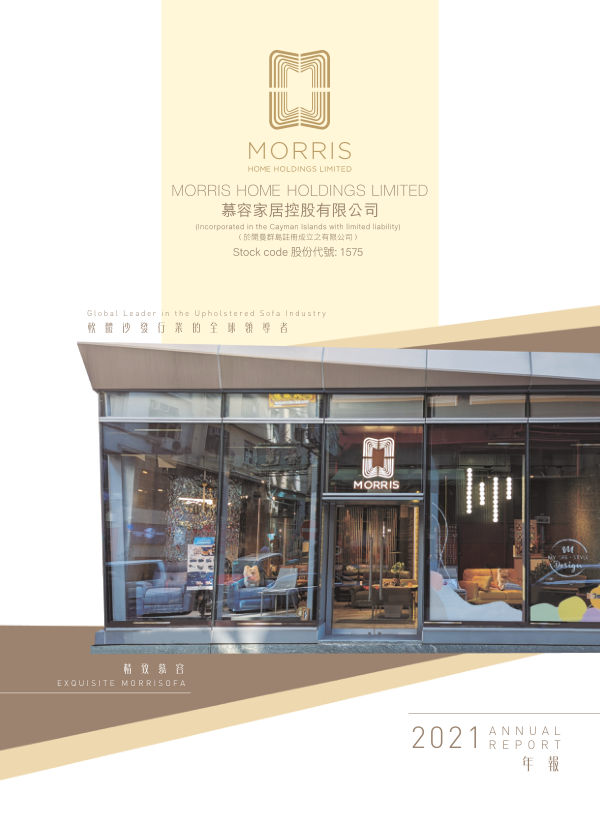 MORRIS
HOME HOLDINGS LIMITED
MORRIS HOME HOLDINGS LIMITED
慕容家居控股有限公司
(Incorporated in the Cayman Islands with limited liability)
(於開曼群島註冊成立之有限公司)
Stock code 股份代號: 1575
Global Leader in the Upholstered Sofa Industry
軟體沙發行業的全球領導者
MORRIS
Design
精致慕容
EXQUISITE MORRISOFA
2021 ANNUAL REPORT
年報